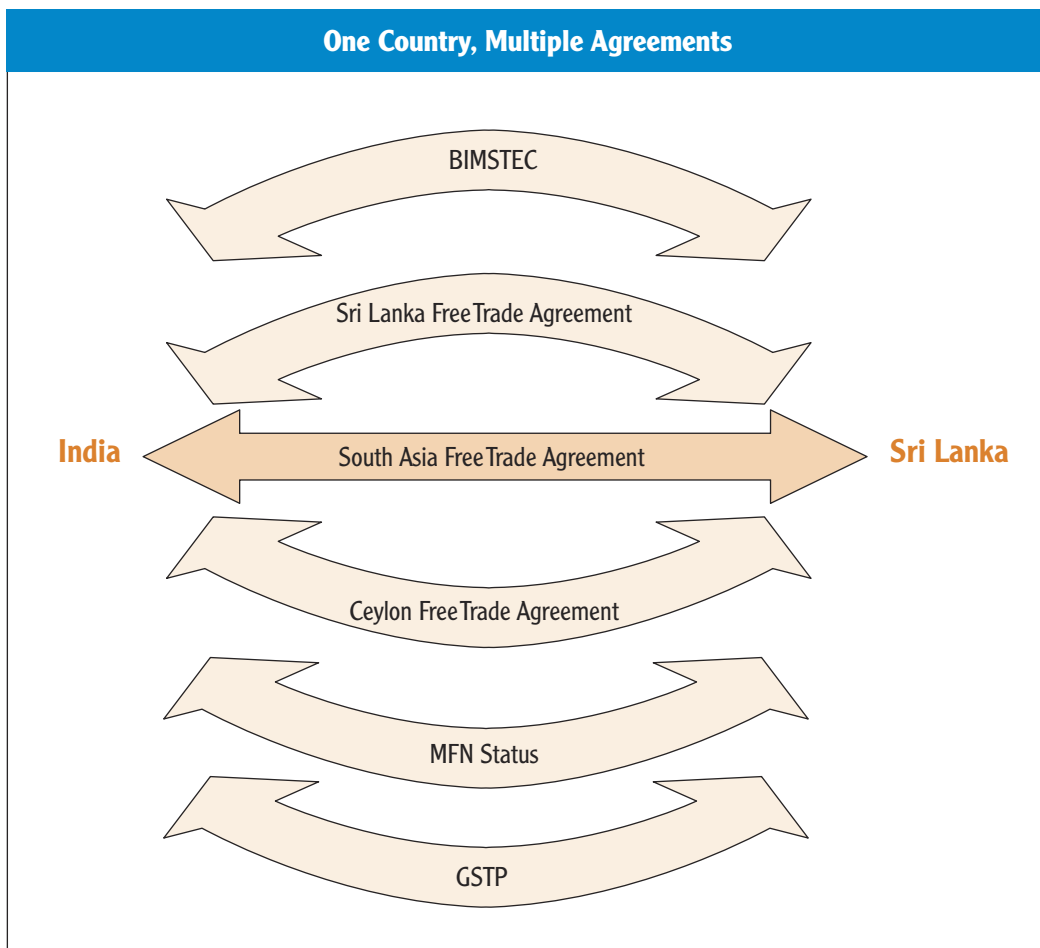 One Country, Multiple Agreements
BIMSTEC
Sri Lanka Free Trade Agreement
India
South Asia Free Trade Agreement
Sri Lanka
Ceylon Free Trade Agreement
MFN Status
GSTP